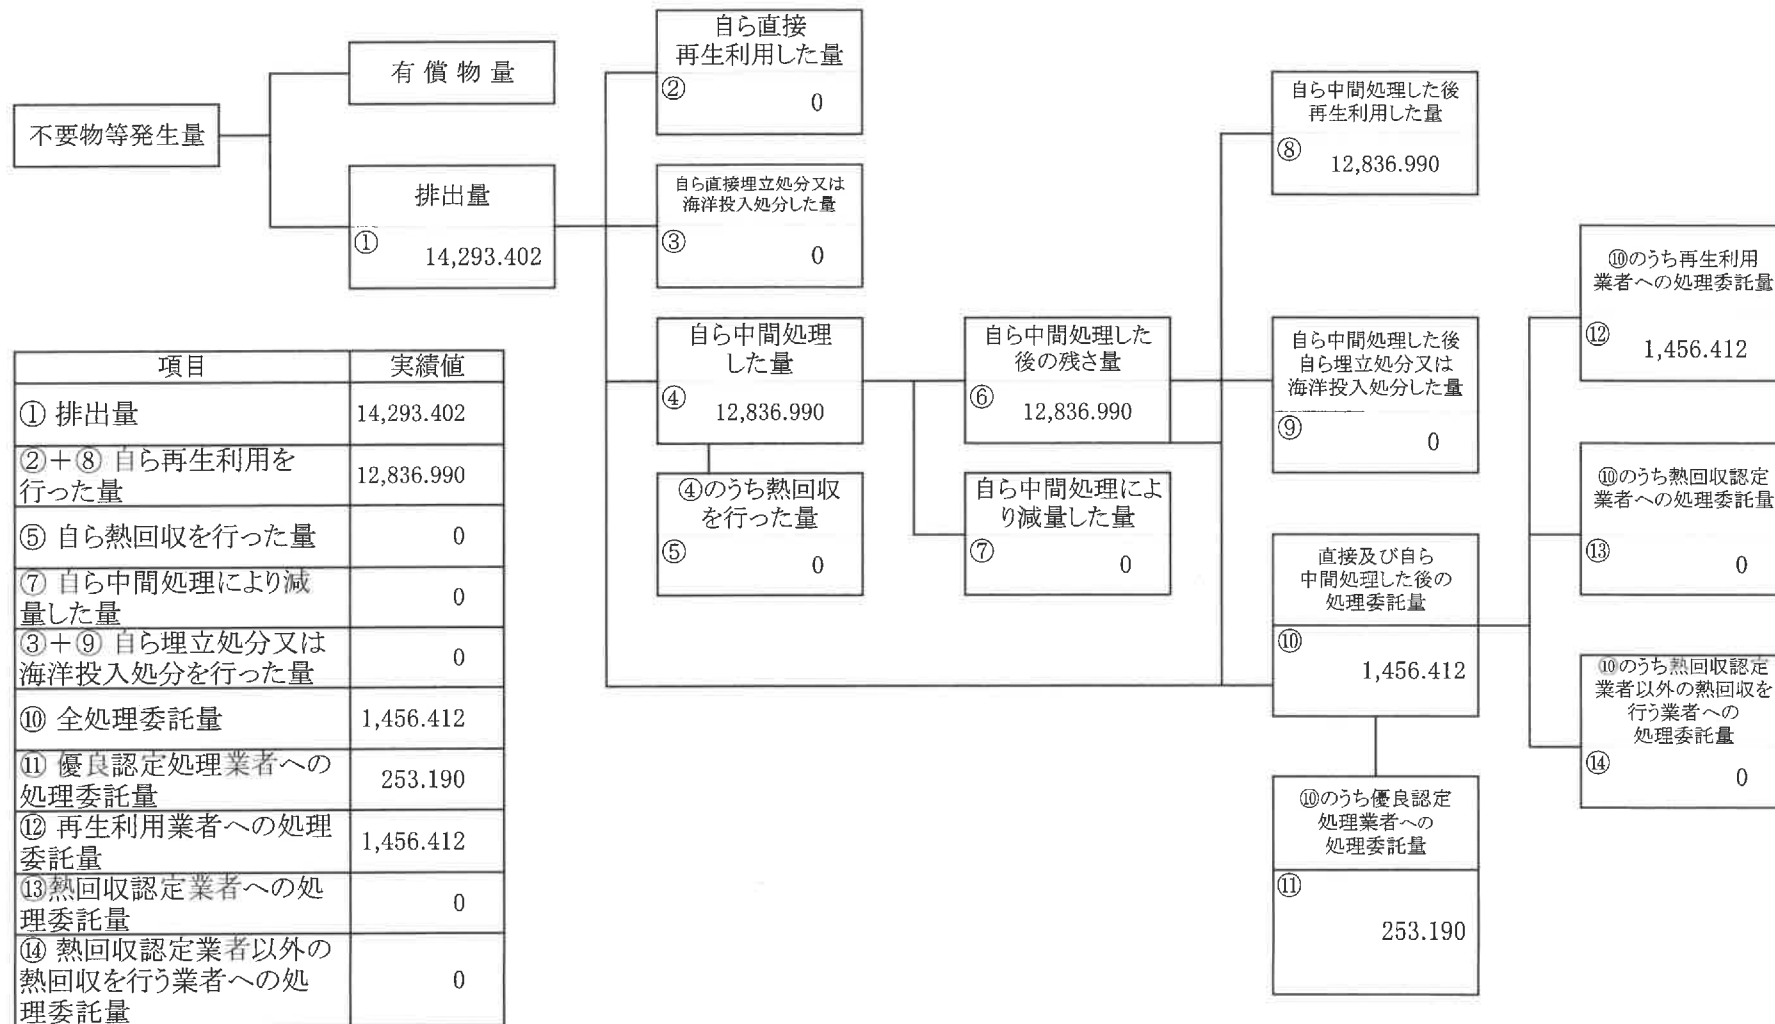 不要物等発生量
有償物量
排出量
①
14,293.402
自ら直接
再生利用した量
②
0
自ら直接埋立処分又は
海洋投入処分した量
③
0
自ら中間処理
した量
④
12,836.990
④のうち熱回収
を行った量
⑤
0
自ら中間処理した
後の残さ量
⑥
12,836.990
自ら中間処理によ
り減量した量
⑦
0
自ら中間処理した後
再生利用した量
⑧
12,836.990
自ら中間処理した後
自ら埋立処分又は
海洋投入処分した量
⑨
0
直接及び自ら
中間処理した後の
処理委託量
⑩
1,456.412
⑩のうち優良認定
処理業者への
処理委託量
⑪
253.190
⑩のうち再生利用
業者への処理委託量
⑫
1,456.412
⑩のうち熱回収認定
業者への処理委託量
⑬
0
⑩のうち熱回収認定
業者以外の熱回収を
行う業者への
処理委託量
⑭
0
項目 実績値
① 排出量 14,293.402
②+⑧ 自ら再生利用を
行った量 12,836.990
⑤ 自ら熱回収を行った量 0
⑦ 自ら中間処理により減
量した量 0
③+⑨ 自ら埋立処分又は
海洋投入処分を行った量 0
⑩ 全処理委託量 1,456.412
⑪ 優良認定処理業者への
処理委託量 253.190
⑫ 再生利用業者への処理
委託量 1,456.412
⑬熱回収認定業者への処
理委託量 0
⑭ 熱回収認定業者以外の
熱回収を行う業者への処
理委託量 0